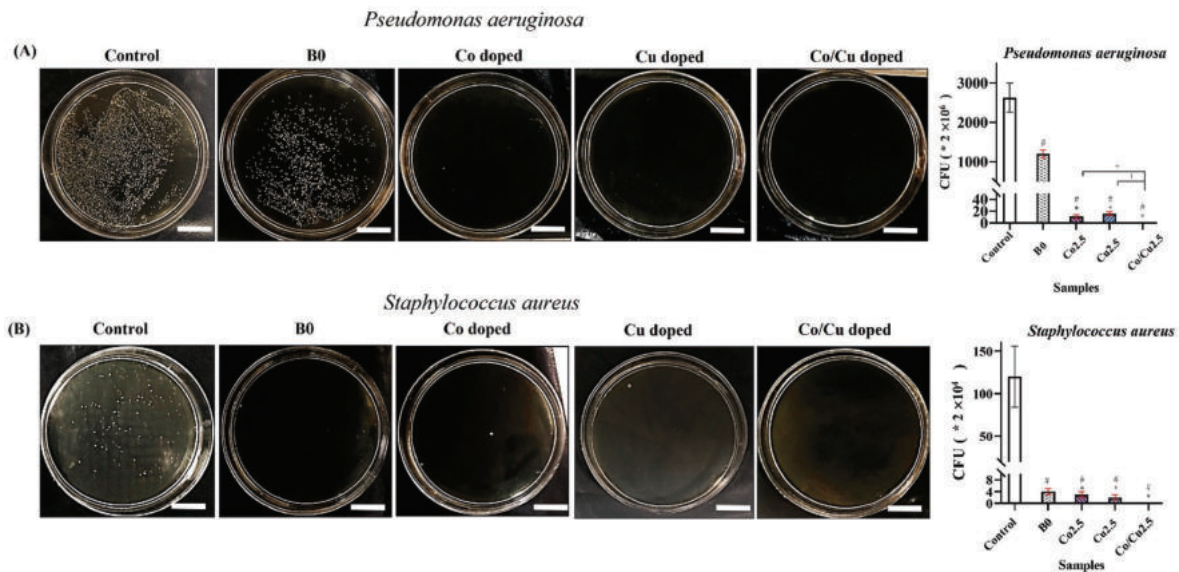 Pseudomonas aeruginosa
(A)
Control
B0
Co doped
Cu doped
Co/Cu doped
Pseudomonas aeruginosa
CFU ( * 2 ×10⁶ )
3000
2000
1000
40
20
0
#
# *
# *
# *
*
Control
B0
Co2.5
Cu2.5
Co/Cu2.5
Samples
Staphylococcus aureus
(B)
Control
B0
Co doped
Cu doped
Co/Cu doped
Staphylococcus aureus
CFU ( * 2 ×10⁴ )
150
100
50
8
4
0
# *
# *
*
Control
B0
Co2.5
Cu2.5
Co/Cu2.5
Samples